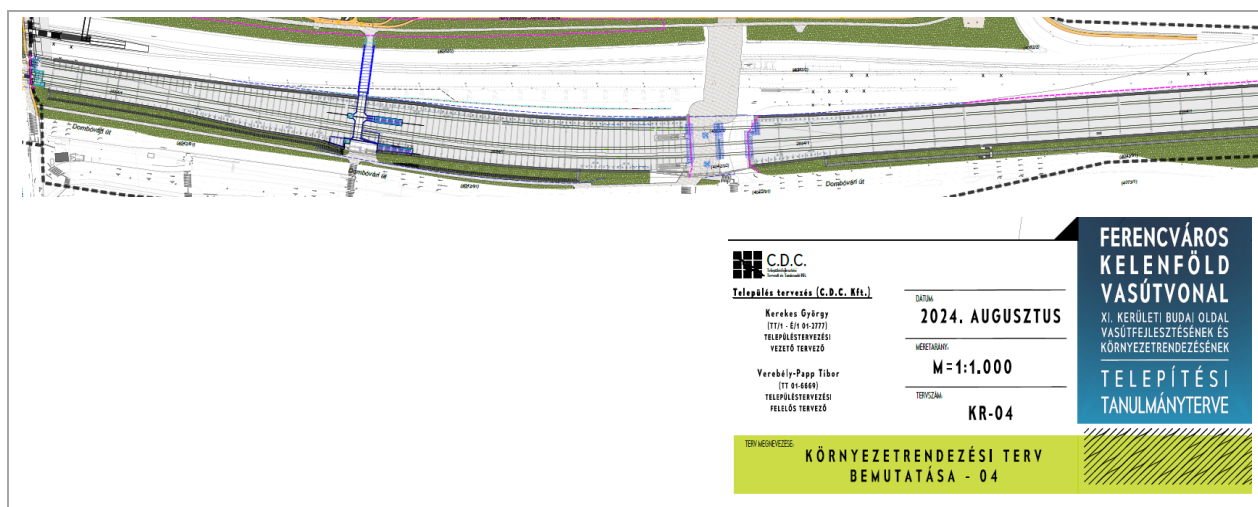 Dombóvári út
Dombóvári út
Dombóvári út
C.D.C.
Település tervezés (C.D.C. Kft.)
Kerekes György
(TT/1 - É/1 01-2777)
TELEPÜLÉSTERVEZÉSI
VEZETŐ TERVEZŐ
Verebély-Papp Tibor
(TT 01-6669)
TELEPÜLÉSTERVEZÉSI
FELELŐS TERVEZŐ
DÁTUM:
2024. AUGUSZTUS
MÉRETARÁNY:
M=1:1.000
TERVSZÁM:
KR-04
TERV MEGNEVEZÉSE:
KÖRNYEZETRENDEZÉSI TERV
BEMUTATÁSA - 04
FERENCVÁROS
KELENFÖLD
VASÚTVONAL
XI. KERÜLETI BUDAI OLDAL
VASÚTFEJLESZTÉSÉNEK ÉS
KÖRNYEZETRENDEZÉSÉNEK
TELEPÍTÉSI
TANULMÁNYTERVE